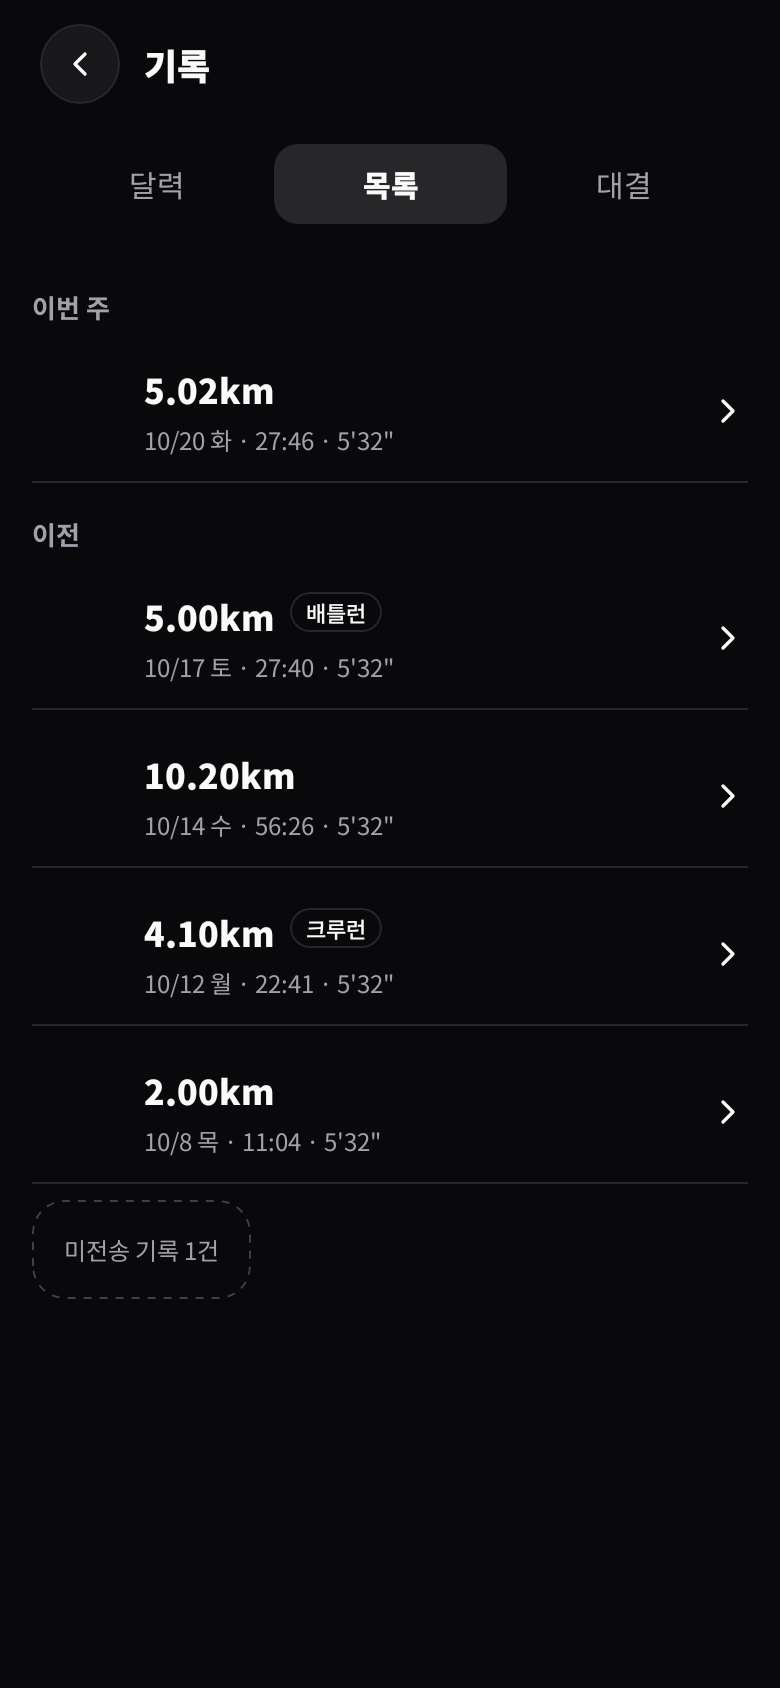 기록
달력 목록 대결
이번 주
5.02km
10/20 화 · 27:46 · 5'32"
이전
5.00km 배틀런
10/17 토 · 27:40 · 5'32"
10.20km
10/14 수 · 56:26 · 5'32"
4.10km 크루런
10/12 월 · 22:41 · 5'32"
2.00km
10/8 목 · 11:04 · 5'32"
미전송 기록 1건